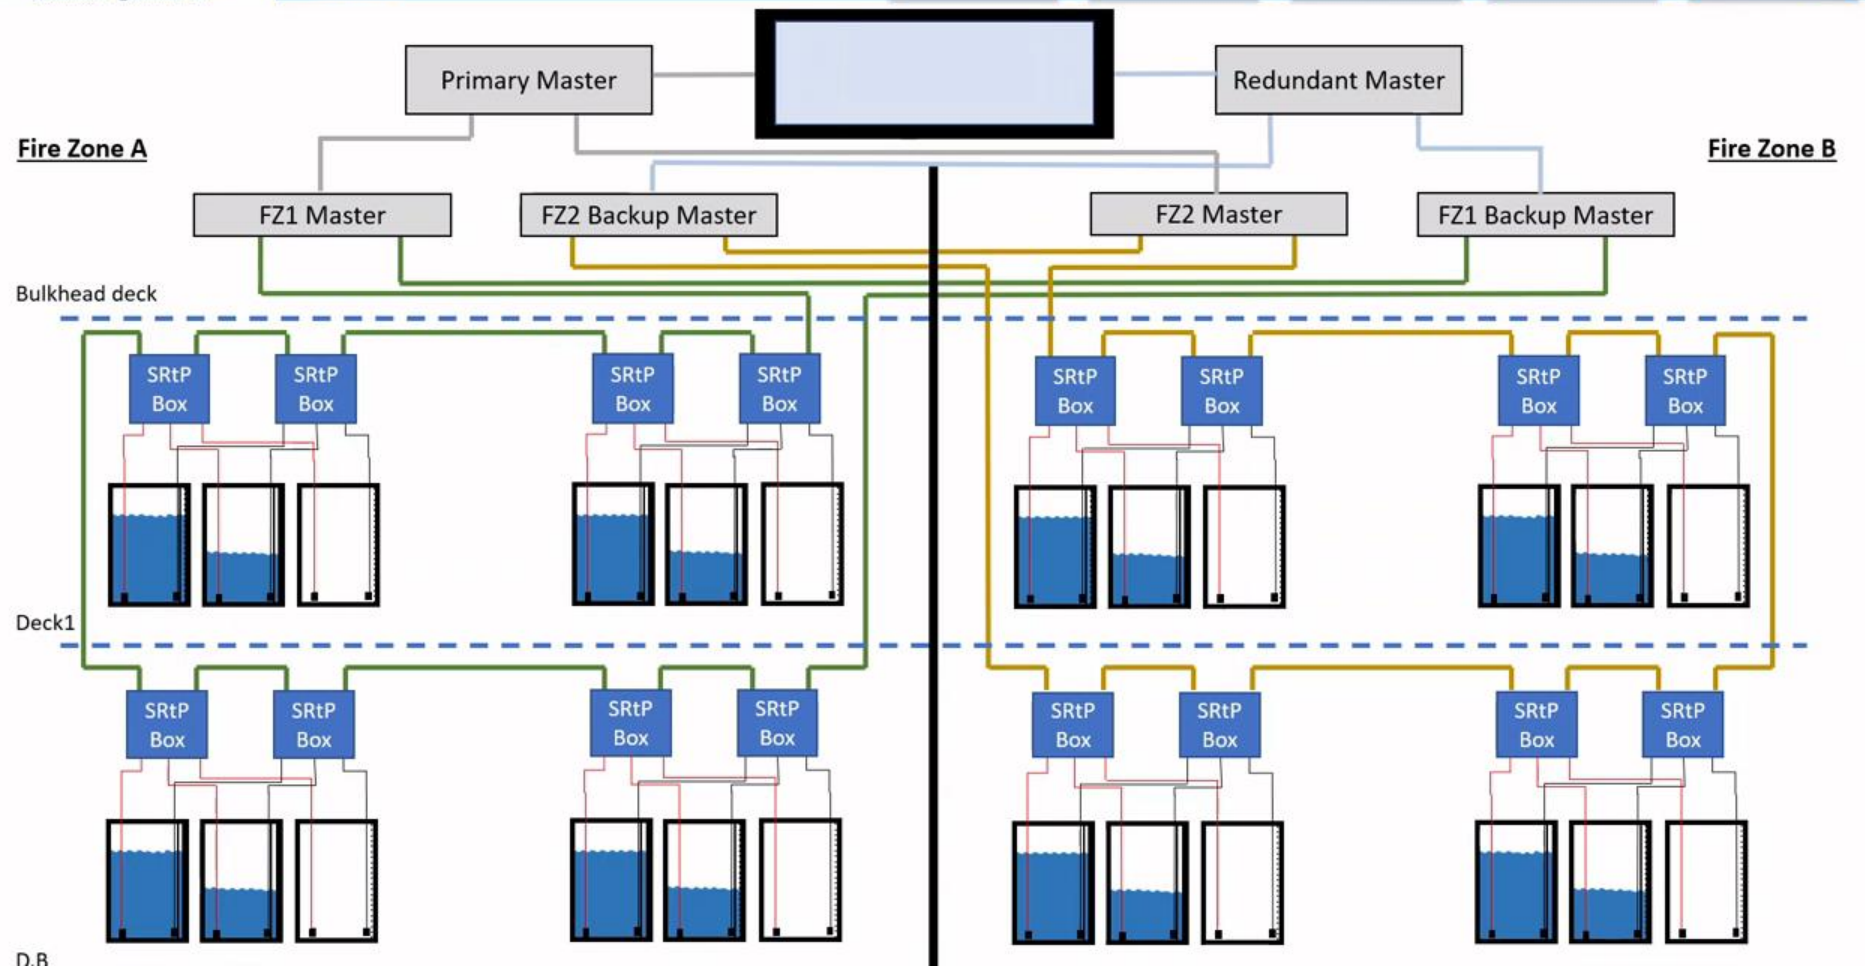 Primary Master
Redundant Master
Fire Zone A
Fire Zone B
FZ1 Master
FZ2 Backup Master
FZ2 Master
FZ1 Backup Master
Bulkhead deck
SRtP
Box
SRtP
Box
SRtP
Box
SRtP
Box
SRtP
Box
SRtP
Box
SRtP
Box
SRtP
Box
Deck1
SRtP
Box
SRtP
Box
SRtP
Box
SRtP
Box
SRtP
Box
SRtP
Box
SRtP
Box
SRtP
Box
D.B